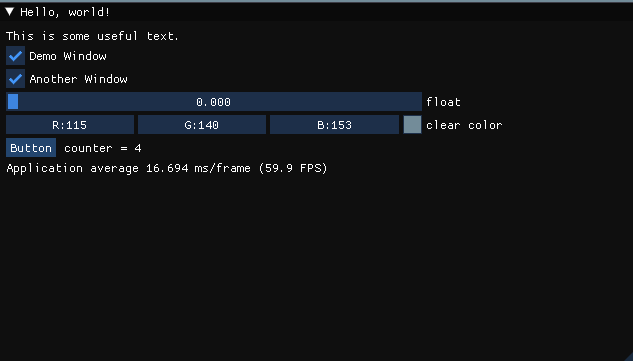 Hello, world!
This is some useful text.
Demo Window
Another Window
0.000 float
R:115 G:140 B:153 clear color
Button counter = 4
Application average 16.694 ms/frame (59.9 FPS)